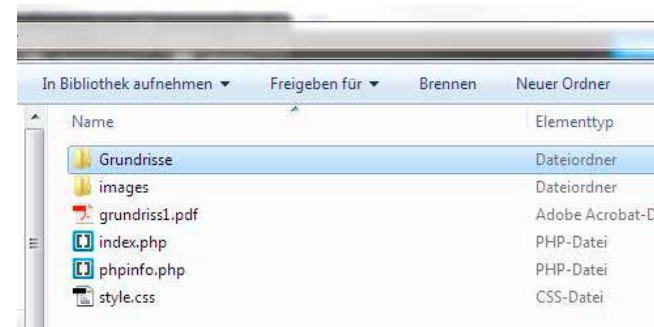 In Bibliothek aufnehmen Freigeben für Brennen Neuer Ordner
Name Elementtyp
Grundrisse Dateiordner
images Dateiordner
grundriss1.pdf Adobe Acrobat-D
index.php PHP-Datei
phpinfo.php PHP-Datei
style.css CSS-Datei